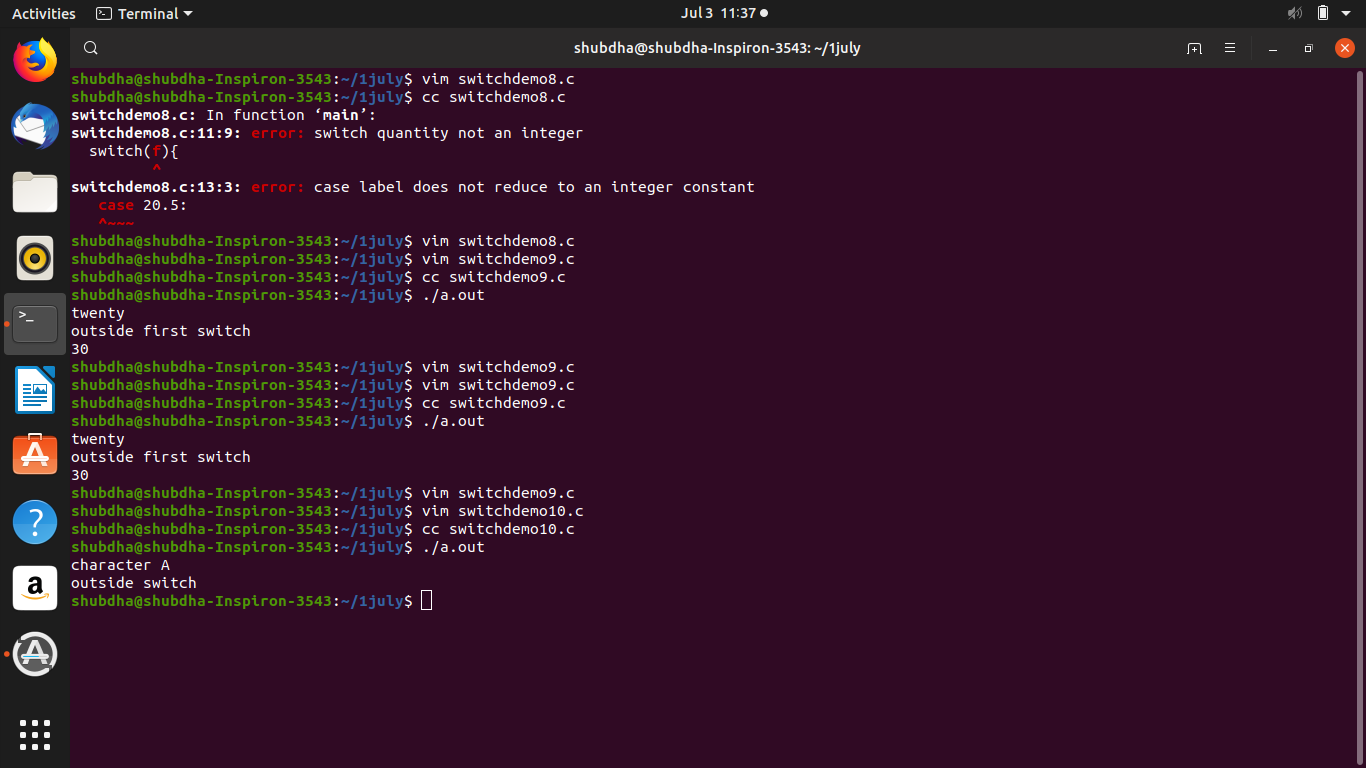 Activities Terminal Jul 3 11:37
shubdha@shubdha-Inspiron-3543: ~/1july
shubdha@shubdha-Inspiron-3543:~/1july$ vim switchdemo8.c
shubdha@shubdha-Inspiron-3543:~/1july$ cc switchdemo8.c
switchdemo8.c: In function ‘main’:
switchdemo8.c:11:9: error: switch quantity not an integer
  switch(f){
         ^
switchdemo8.c:13:3: error: case label does not reduce to an integer constant
   case 20.5:
   ^~~~
shubdha@shubdha-Inspiron-3543:~/1july$ vim switchdemo8.c
shubdha@shubdha-Inspiron-3543:~/1july$ vim switchdemo9.c
shubdha@shubdha-Inspiron-3543:~/1july$ cc switchdemo9.c
shubdha@shubdha-Inspiron-3543:~/1july$ ./a.out
twenty
outside first switch
30
shubdha@shubdha-Inspiron-3543:~/1july$ vim switchdemo9.c
shubdha@shubdha-Inspiron-3543:~/1july$ vim switchdemo9.c
shubdha@shubdha-Inspiron-3543:~/1july$ cc switchdemo9.c
shubdha@shubdha-Inspiron-3543:~/1july$ ./a.out
twenty
outside first switch
30
shubdha@shubdha-Inspiron-3543:~/1july$ vim switchdemo9.c
shubdha@shubdha-Inspiron-3543:~/1july$ vim switchdemo10.c
shubdha@shubdha-Inspiron-3543:~/1july$ cc switchdemo10.c
shubdha@shubdha-Inspiron-3543:~/1july$ ./a.out
character A
outside switch
shubdha@shubdha-Inspiron-3543:~/1july$